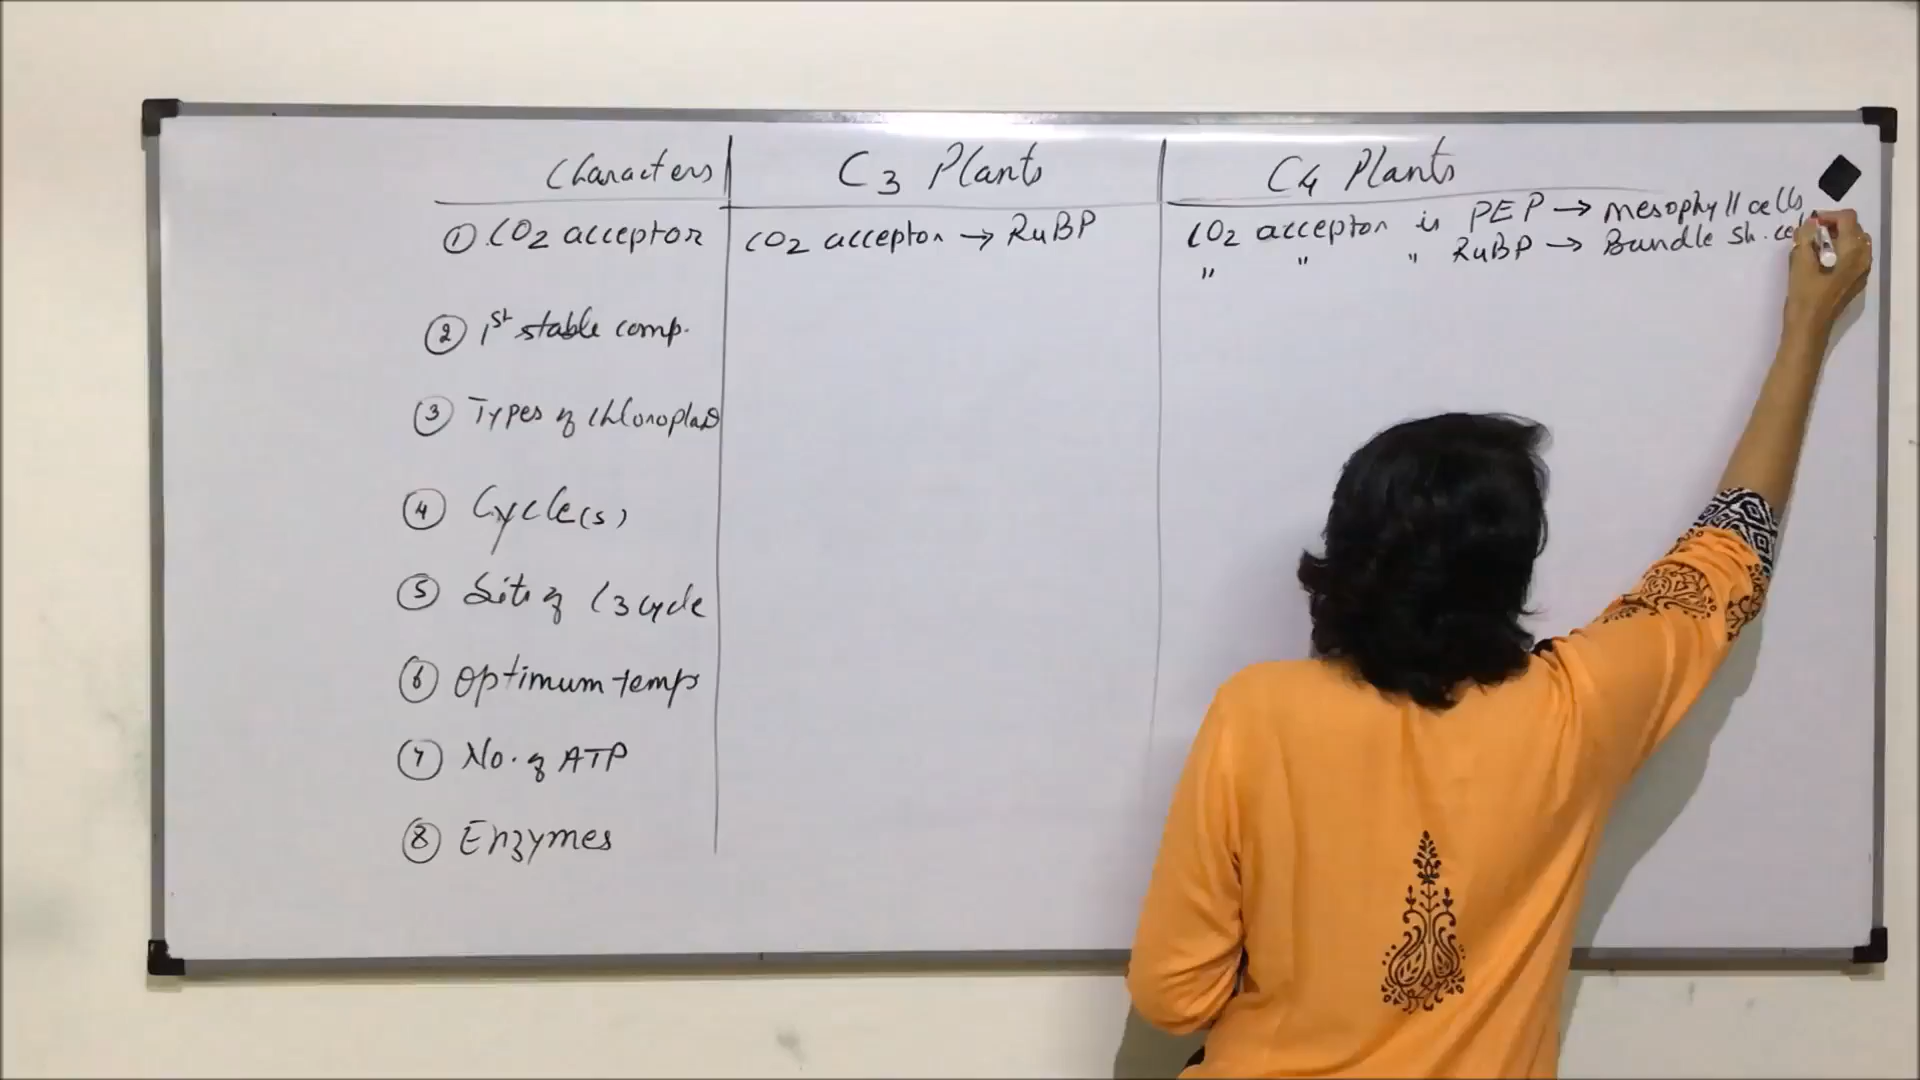 Characters C3 Plants C4 Plants
① CO2 acceptor CO2 acceptor → RuBP CO2 acceptor is PEP → Mesophyll cells
" " " RuBP → Bundle Sh.
② 1st stable comp.
③ Types of chloroplast
④ Cycle(s)
⑤ Site of C3 cycle
⑥ Optimum temp
⑦ No. of ATP
⑧ Enzymes